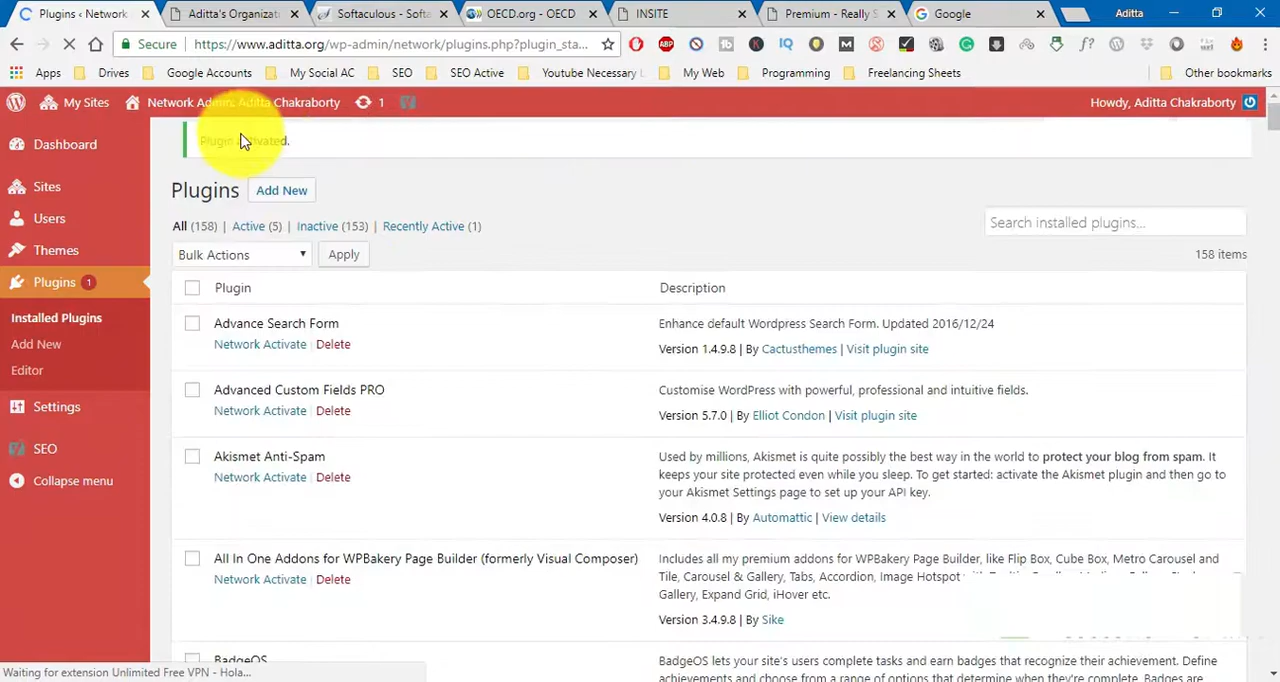 Plugins ‹ Network
Aditta's Organizat
Softaculous - Softa
OECD.org - OECD
INSITE
Premium - Really S
Google
Aditta
Secure
https://www.aditta.org/wp-admin/network/plugins.php?plugin_sta...
Apps
Drives
Google Accounts
My Social AC
SEO
SEO Active
Youtube Necessary
My Web
Programming
Freelancing Sheets
Other bookmarks
My Sites
Network Admin: Aditta Chakraborty
1
Howdy, Aditta Chakraborty
Dashboard
Sites
Users
Themes
Plugins 1
Installed Plugins
Add New
Editor
Settings
SEO
Collapse menu
Plugin activated.
Plugins Add New
All (158) | Active (5) | Inactive (153) | Recently Active (1)
Search installed plugins...
Bulk Actions
Apply
158 items
Plugin
Description
Advance Search Form
Network Activate | Delete
Enhance default Wordpress Search Form. Updated 2016/12/24
Version 1.4.9.8 | By Cactusthemes | Visit plugin site
Advanced Custom Fields PRO
Network Activate | Delete
Customise WordPress with powerful, professional and intuitive fields.
Version 5.7.0 | By Elliot Condon | Visit plugin site
Akismet Anti-Spam
Network Activate | Delete
Used by millions, Akismet is quite possibly the best way in the world to protect your blog from spam. It
keeps your site protected even while you sleep. To get started: activate the Akismet plugin and then go to
your Akismet Settings page to set up your API key.
Version 4.0.8 | By Automattic | View details
All In One Addons for WPBakery Page Builder (formerly Visual Composer)
Network Activate | Delete
Includes all my premium addons for WPBakery Page Builder, like Flip Box, Cube Box, Metro Carousel and
Tile, Carousel & Gallery, Tabs, Accordion, Image Hotspot
Gallery, Expand Grid, iHover etc.
Version 3.4.9.8 | By Sike
BadgeOS
BadgeOS lets your site's users complete tasks and earn badges that recognize their achievement. Define
achievements and choose from a range of options that determine when they're complete. Badges are
Waiting for extension Unlimited Free VPN - Hola...